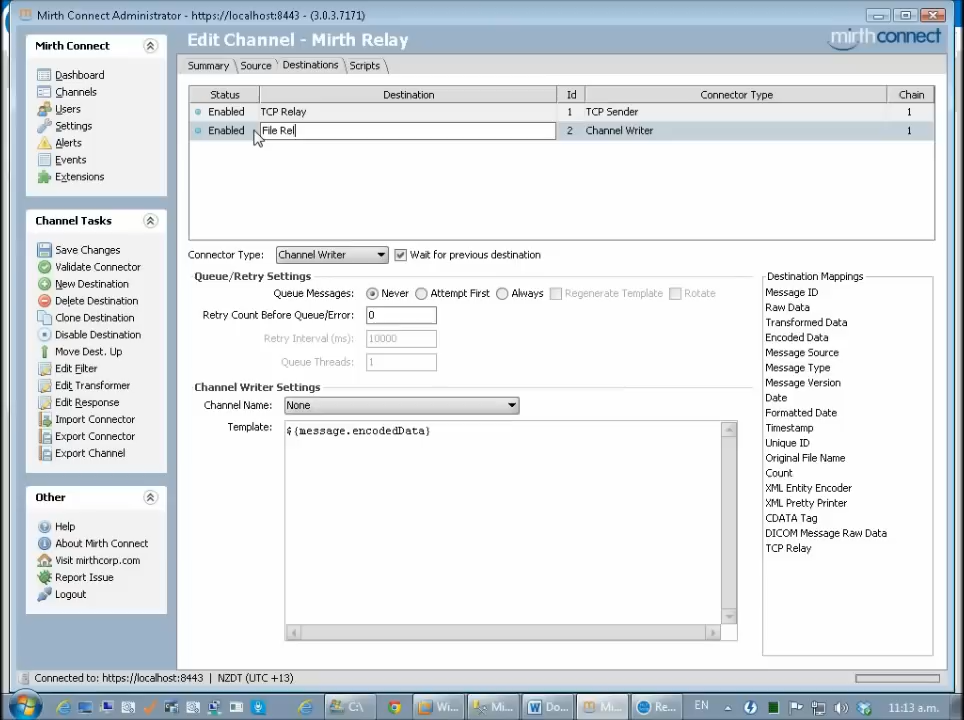 Mirth Connect Administrator - https://localhost:8443 - (3.0.3.7171)
Mirth Connect
Dashboard
Channels
Users
Settings
Alerts
Events
Extensions
Channel Tasks
Save Changes
Validate Connector
New Destination
Delete Destination
Clone Destination
Disable Destination
Move Dest. Up
Edit Filter
Edit Transformer
Edit Response
Import Connector
Export Connector
Export Channel
Other
Help
About Mirth Connect
Visit mirthcorp.com
Report Issue
Logout
Edit Channel - Mirth Relay
mirthconnect
Summary Source Destinations Scripts
Status Destination Id Connector Type Chain
Enabled TCP Relay 1 TCP Sender 1
Enabled File Rel 2 Channel Writer 1
Connector Type: Channel Writer Wait for previous destination
Queue/Retry Settings
Queue Messages: Never Attempt First Always Regenerate Template Rotate
Retry Count Before Queue/Error: 0
Retry Interval (ms): 10000
Queue Threads: 1
Channel Writer Settings
Channel Name: None
Template: ${message.encodedData}
Destination Mappings
Message ID
Raw Data
Transformed Data
Encoded Data
Message Source
Message Type
Message Version
Date
Formatted Date
Timestamp
Unique ID
Original File Name
Count
XML Entity Encoder
XML Pretty Printer
CDATA Tag
DICOM Message Raw Data
TCP Relay
Connected to: https://localhost:8443 | NZDT (UTC +13)
C:\ Wi... Mi... Do... Mi... Re... EN 11:13 a.m.